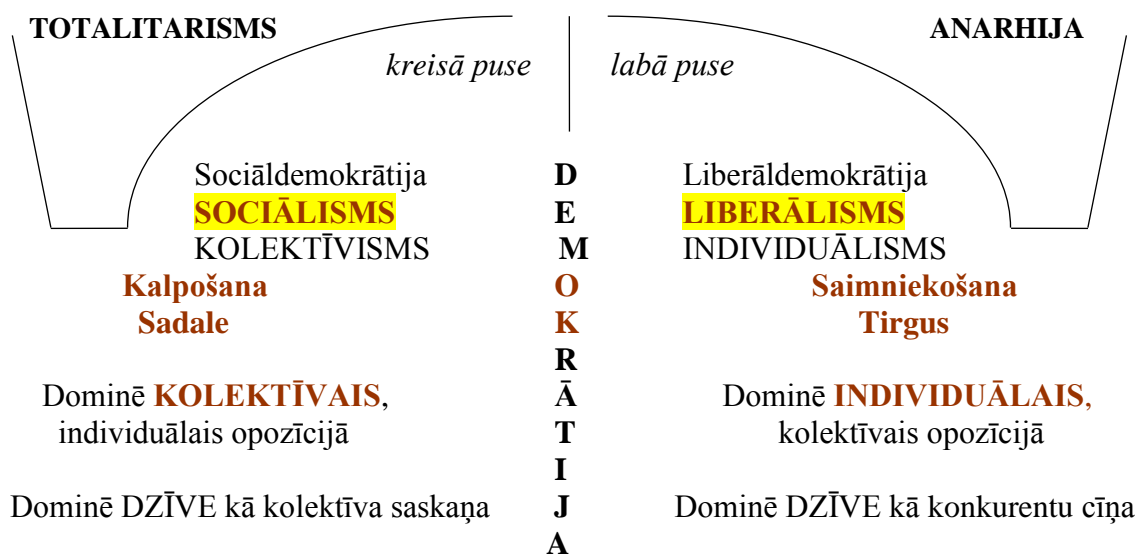 TOTALITARISMS ANARHIJA
kreisā puse labā puse
Sociāldemokrātija D Liberāldemokrātija
SOCIĀLISMS E LIBERĀLISMS
KOLEKTĪVISMS M INDIVIDUĀLISMS
Kalpošana O Saimniekošana
Sadale K Tirgus
R
Dominē KOLEKTĪVAIS, Ā Dominē INDIVIDUĀLAIS,
individuālais opozīcijā T kolektīvais opozīcijā
I
Dominē DZĪVE kā kolektīva saskaņa J Dominē DZĪVE kā konkurentu cīņa
A